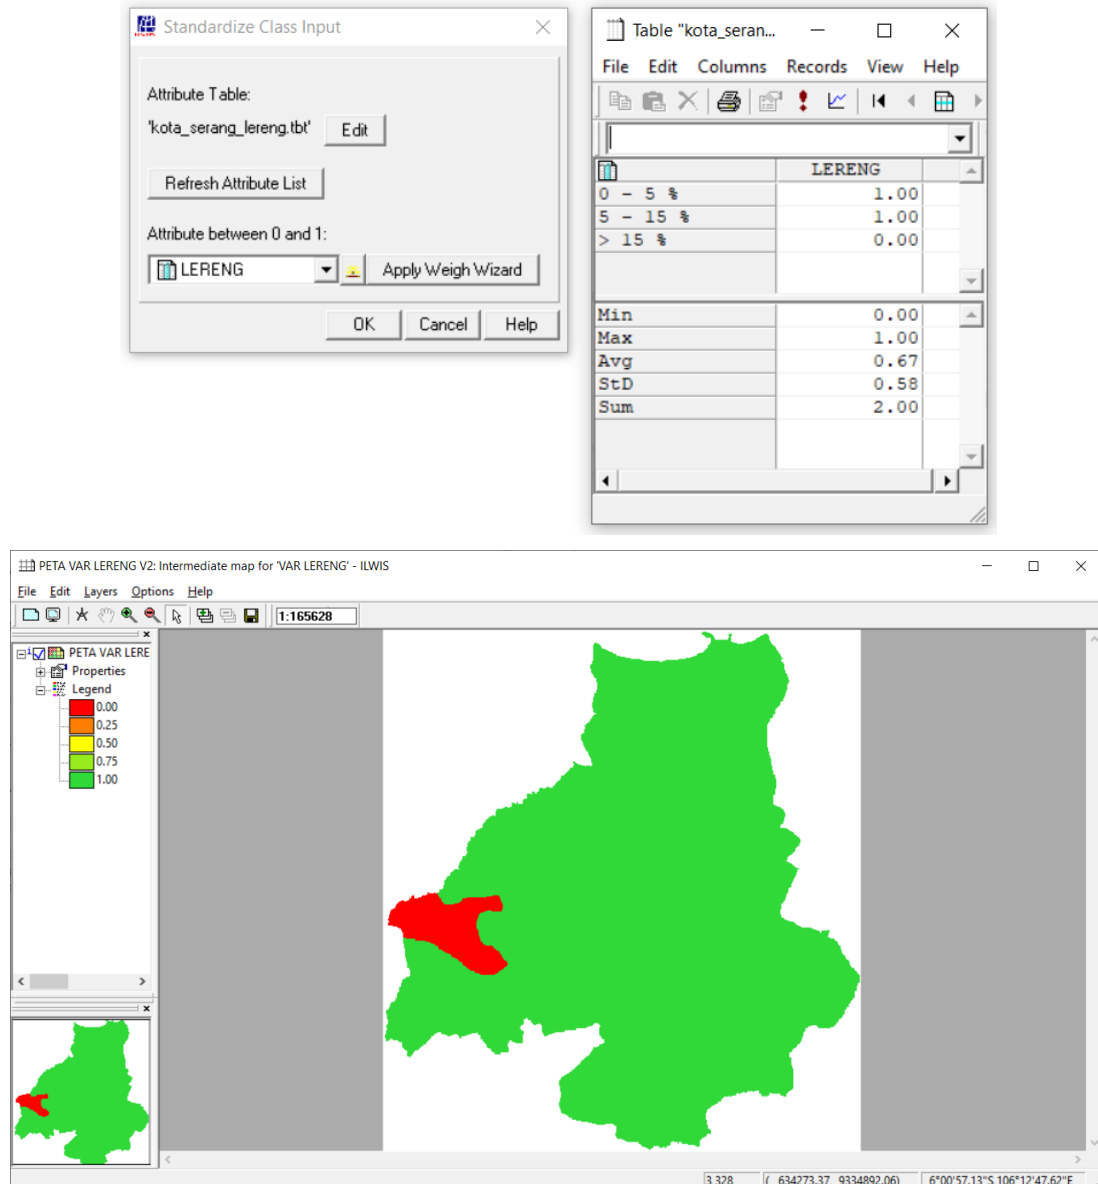 Standardize Class Input
Attribute Table:
'kota_serang_lereng.tbt' Edit
Refresh Attribute List
Attribute between 0 and 1:
LERENG Apply Weigh Wizard
OK Cancel Help
Table "kota_seran...
File Edit Columns Records View Help
LERENG
0 - 5 % 1.00
5 - 15 % 1.00
> 15 % 0.00
Min 0.00
Max 1.00
Avg 0.67
StD 0.58
Sum 2.00
PETA VAR LERENG V2: Intermediate map for 'VAR LERENG' - ILWIS
File Edit Layers Options Help
1:165628
1 PETA VAR LERE
Properties
Legend
0.00
0.25
0.50
0.75
1.00
3,328 ( 634273.37, 9334892.06) 6°00'57.13"S 106°12'47.62"E